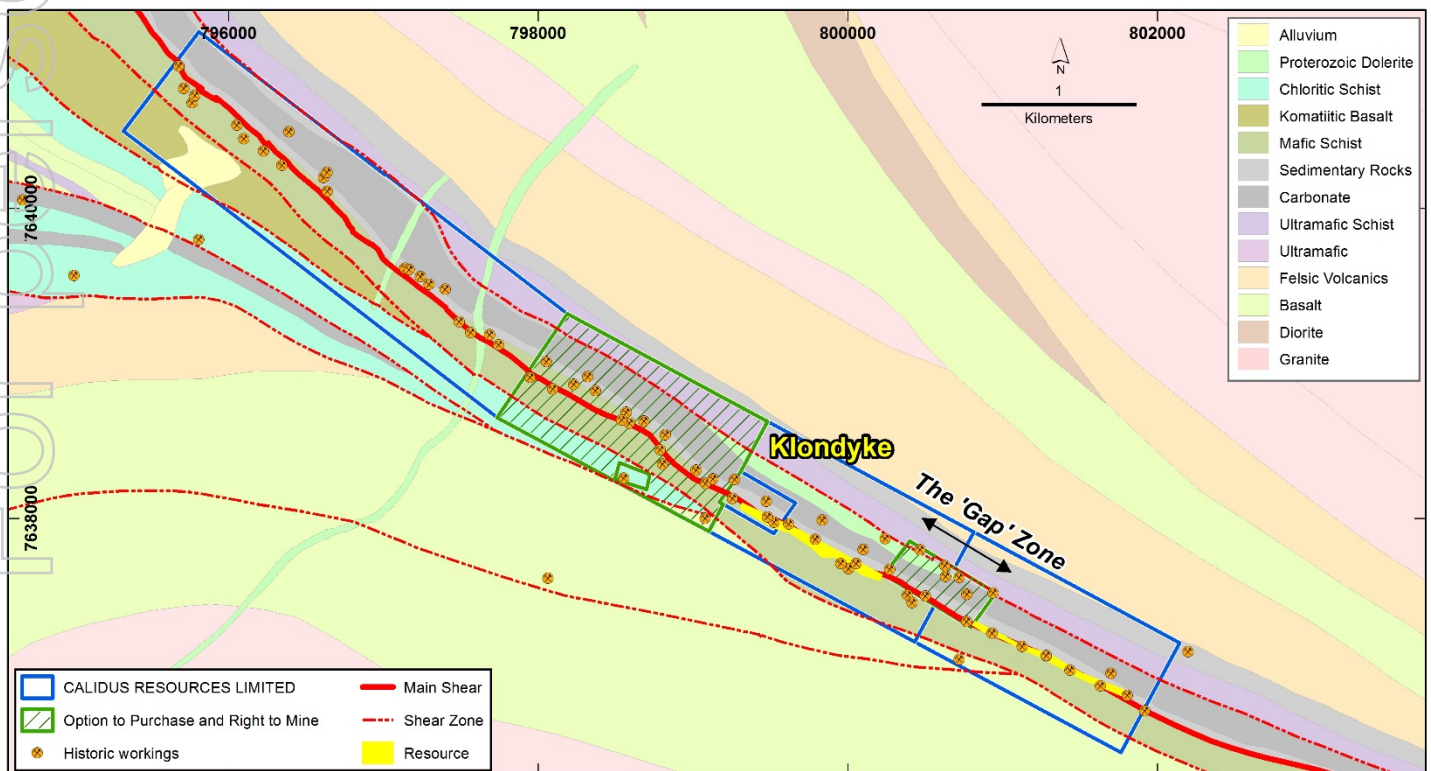 796000
798000
800000
802000
7640000
7638000
N
1
Kilometers
Alluvium
Proterozoic Dolerite
Chloritic Schist
Komatiitic Basalt
Mafic Schist
Sedimentary Rocks
Carbonate
Ultramafic Schist
Ultramafic
Felsic Volcanics
Basalt
Diorite
Granite
Klondyke
The 'Gap' Zone
CALIDUS RESOURCES LIMITED
Option to Purchase and Right to Mine
Historic workings
Main Shear
Shear Zone
Resource